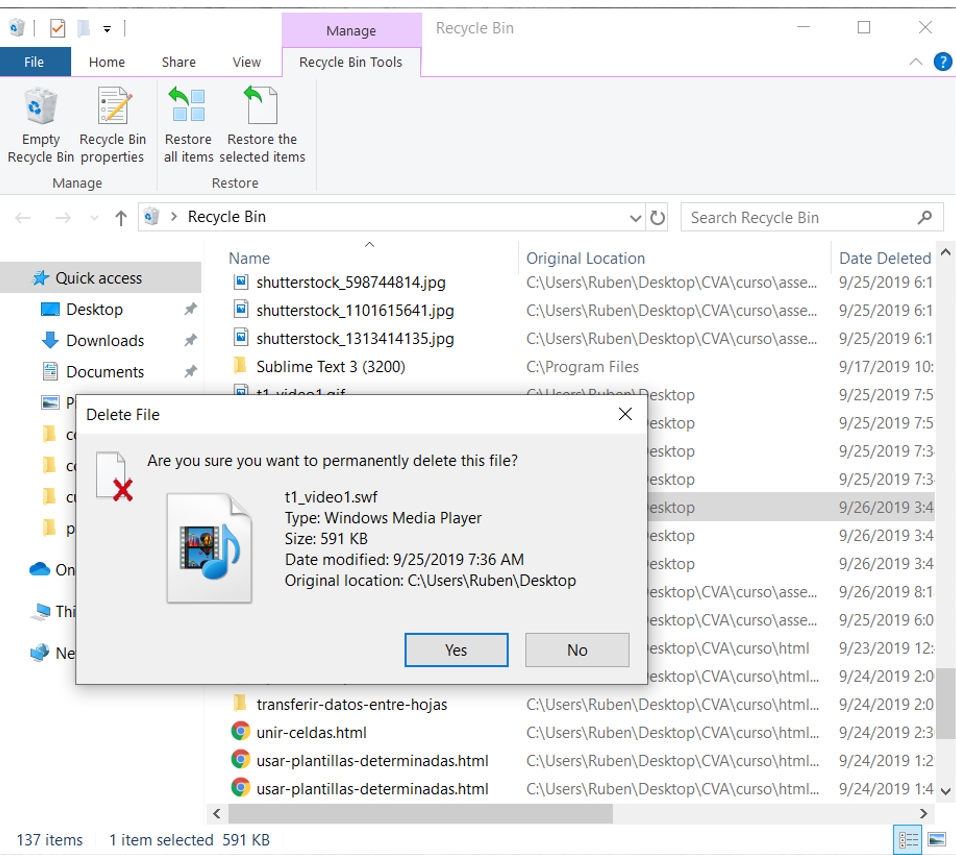 Manage
Recycle Bin
File
Home
Share
View
Recycle Bin Tools
?
Empty
Recycle Bin
Recycle Bin
properties
Restore
all items
Restore the
selected items
Manage
Restore
Recycle Bin
Search Recycle Bin
Name
Original Location
Date Deleted
Quick access
Desktop
Downloads
Documents
shutterstock_598744814.jpg C:\Users\Ruben\Desktop\CVA\curso\asse... 9/25/2019 6:1
shutterstock_1101615641.jpg C:\Users\Ruben\Desktop\CVA\curso\asse... 9/25/2019 6:1
shutterstock_1313414135.jpg C:\Users\Ruben\Desktop\CVA\curso\asse... 9/25/2019 6:1
Sublime Text 3 (3200) C:\Program Files 9/17/2019 10:
t1_video1.gif C:\Users\Ruben\Desktop 9/25/2019 7:5
esktop 9/25/2019 7:5
esktop 9/25/2019 7:3
esktop 9/25/2019 7:3
esktop 9/26/2019 3:4
esktop 9/26/2019 3:4
esktop 9/26/2019 3:4
esktop\CVA\curso\asse... 9/26/2019 8:1
esktop\CVA\curso\asse... 9/25/2019 6:0
esktop\CVA\curso\html 9/23/2019 12:
esktop\CVA\curso\html... 9/24/2019 2:0
transferir-datos-entre-hojas C:\Users\Ruben\Desktop\CVA\curso\html... 9/24/2019 2:0
unir-celdas.html C:\Users\Ruben\Desktop\CVA\curso\html... 9/24/2019 2:3
usar-plantillas-determinadas.html C:\Users\Ruben\Desktop\CVA\curso\html... 9/24/2019 1:2
usar-plantillas-determinadas.html C:\Users\Ruben\Desktop\CVA\curso\html... 9/24/2019 1:4
On
Thi
Ne
Delete File
Are you sure you want to permanently delete this file?
t1_video1.swf
Type: Windows Media Player
Size: 591 KB
Date modified: 9/25/2019 7:36 AM
Original location: C:\Users\Ruben\Desktop
Yes
No
137 items
1 item selected 591 KB